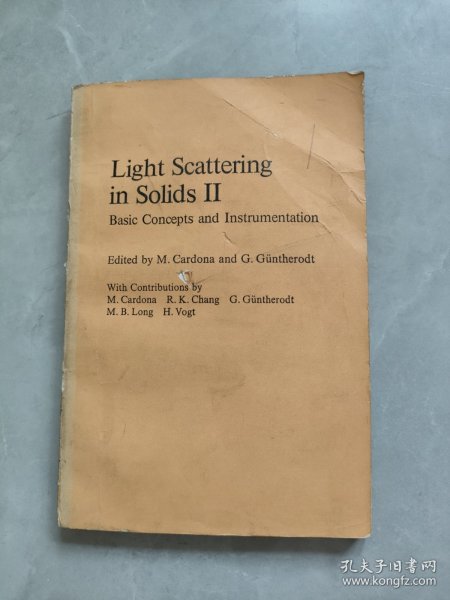 Light Scattering
in Solids II
Basic Concepts and Instrumentation
Edited by M. Cardona and G. Güntherodt
With Contributions by
M. Cardona R. K. Chang G. Güntherodt
M. B. Long H. Vogt
孔夫子旧书网
www.kongfz.com